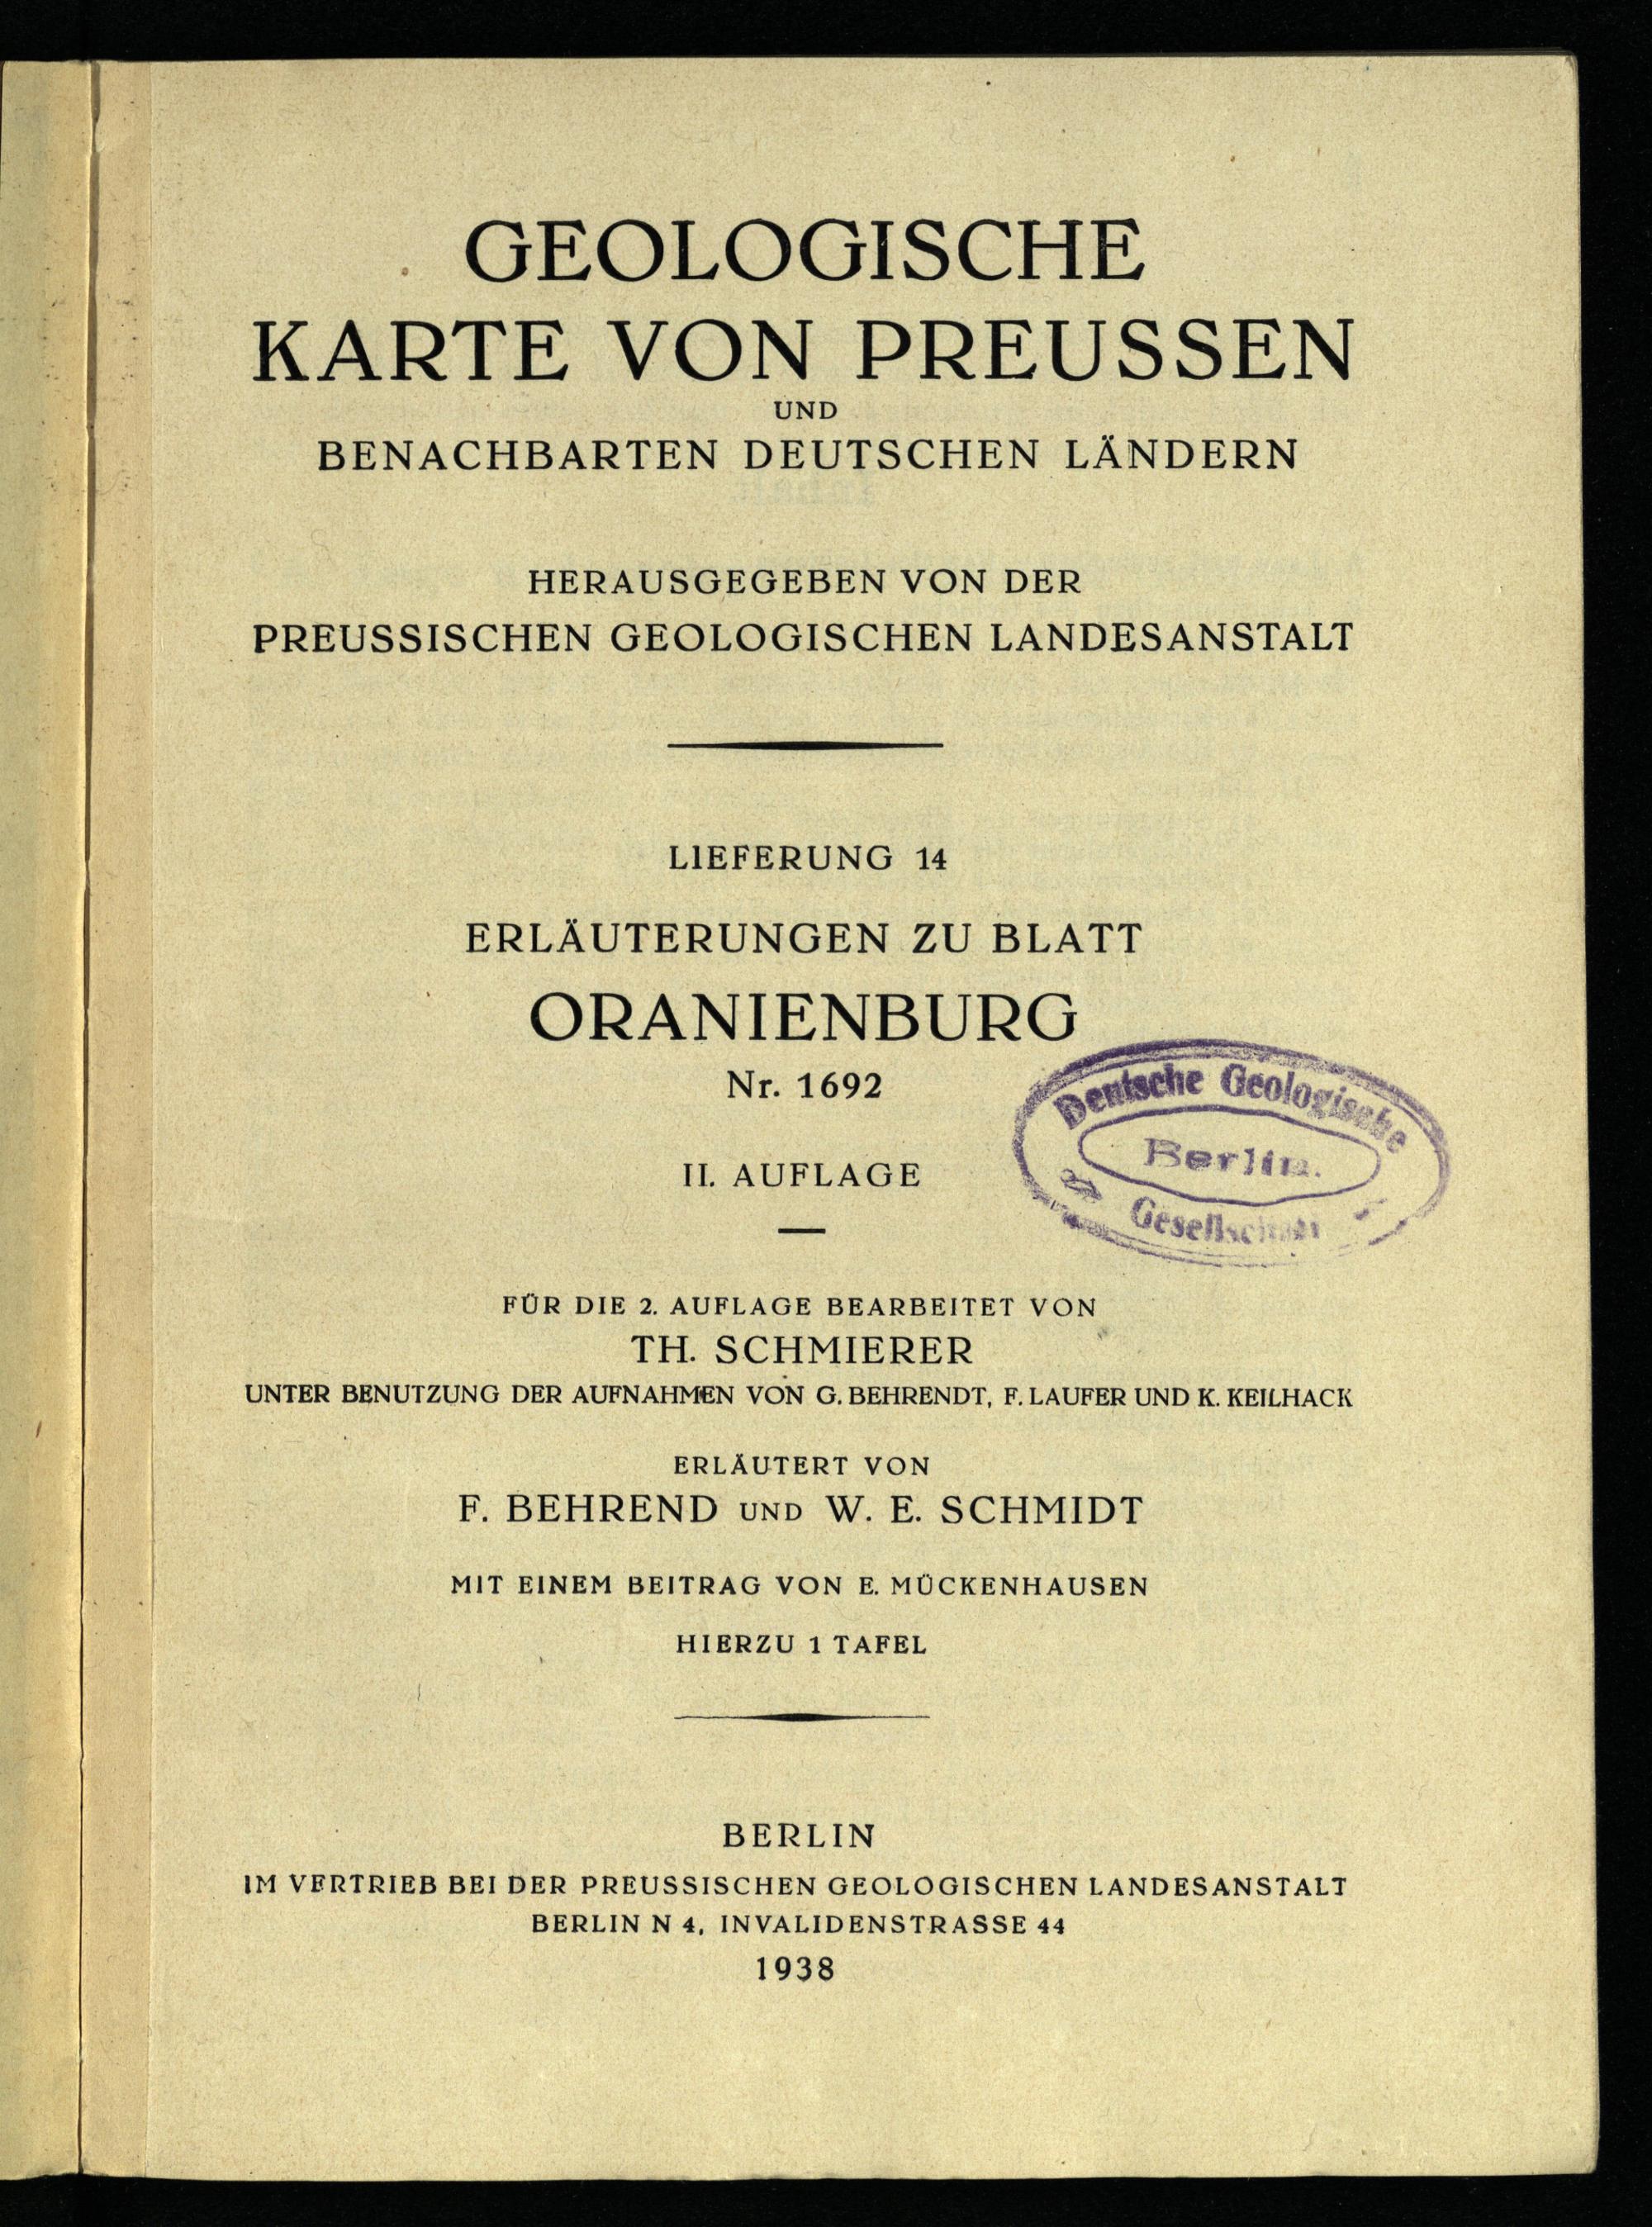 GEOLOGISCHE
KARTE VON PREUSSEN
UND
BENACHBARTEN DEUTSCHEN LÄNDERN
HERAUSGEGEBEN VON DER
PREUSSISCHEN GEOLOGISCHEN LANDESANSTALT
LIEFERUNG 14
ERLÄUTERUNGEN ZU BLATT
ORANIENBURG
Nr. 1692
Deutsche Geologische
Berlin.
Gesellschaft
II. AUFLAGE
FÜR DIE 2. AUFLAGE BEARBEITET VON
TH. SCHMIERER
UNTER BENUTZUNG DER AUFNAHMEN VON G. BEHRENDT, F. LAUFER UND K. KEILHACK
ERLÄUTERT VON
F. BEHREND UND W. E. SCHMIDT
MIT EINEM BEITRAG VON E. MÜCKENHAUSEN
HIERZU 1 TAFEL
BERLIN
IM VERTRIEB BEI DER PREUSSISCHEN GEOLOGISCHEN LANDESANSTALT
BERLIN N 4, INVALIDENSTRASSE 44
1938